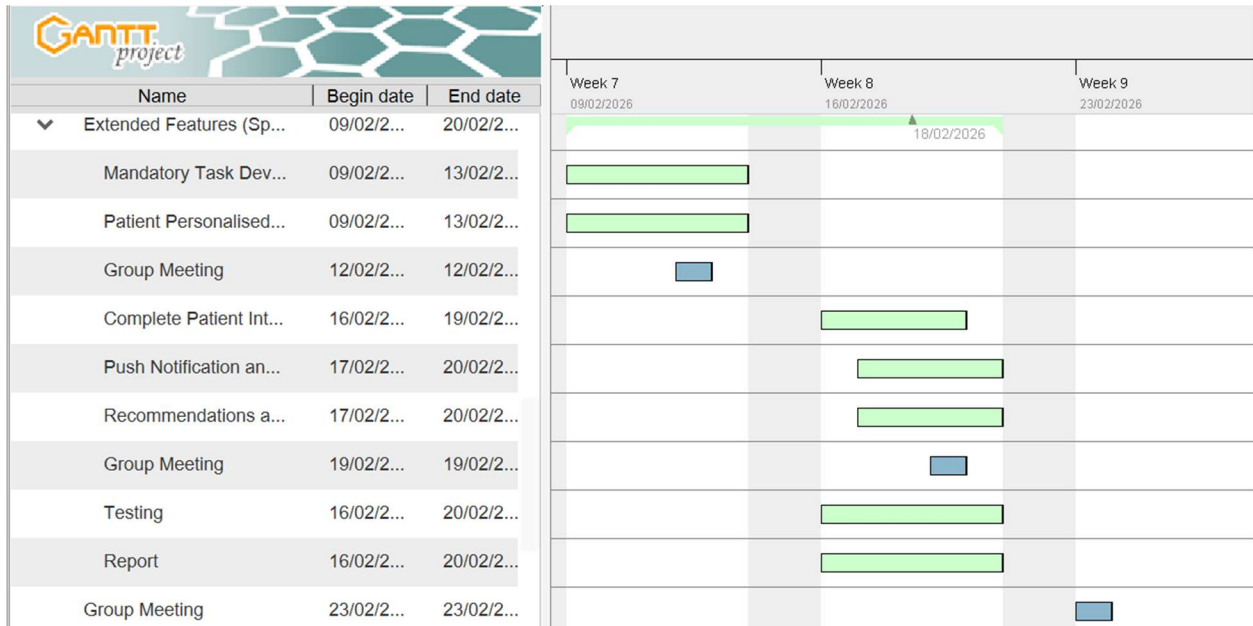 GANTT
project
Name Begin date End date
Week 7 Week 8 Week 9
09/02/2026 16/02/2026 23/02/2026
Extended Features (Sp... 09/02/2... 20/02/2...
18/02/2026
Mandatory Task Dev... 09/02/2... 13/02/2...
Patient Personalised... 09/02/2... 13/02/2...
Group Meeting 12/02/2... 12/02/2...
Complete Patient Int... 16/02/2... 19/02/2...
Push Notification an... 17/02/2... 20/02/2...
Recommendations a... 17/02/2... 20/02/2...
Group Meeting 19/02/2... 19/02/2...
Testing 16/02/2... 20/02/2...
Report 16/02/2... 20/02/2...
Group Meeting 23/02/2... 23/02/2...